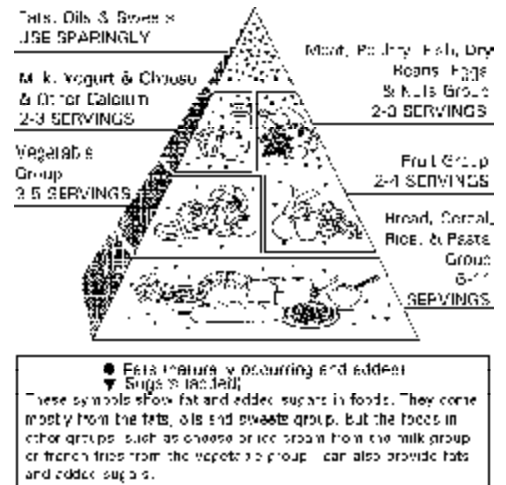 Fats, Oils & Sweets
USE SPARINGLY
Milk, Yogurt & Cheese
& Other Calcium
2-3 SERVINGS
Vegetable
Group
3-5 SERVINGS
Meat, Poultry, Fish, Dry
Beans, Eggs
& Nuts Group
2-3 SERVINGS
Fruit Group
2-4 SERVINGS
Bread, Cereal,
Rice, & Pasta
Group
6-11
SERVINGS
● Fats (naturally occurring and added)
▼ Sugars (added)
These symbols show fat and added sugars in foods. They come
mostly from the fats, oils and sweets group. But the foods in
other groups such as cheese or ice cream from the milk group
or french fries from the vegetable group can also provide fats
and added sugars.